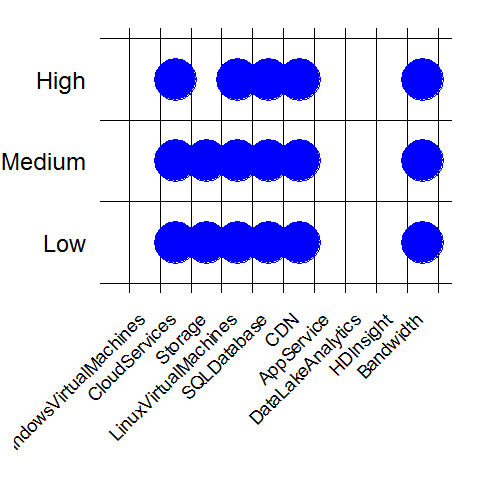 High
Medium
Low
ndowsVirtualMachines
CloudServices
Storage
LinuxVirtualMachines
SQLDatabase
CDN
AppService
DataLakeAnalytics
HDInsight
Bandwidth